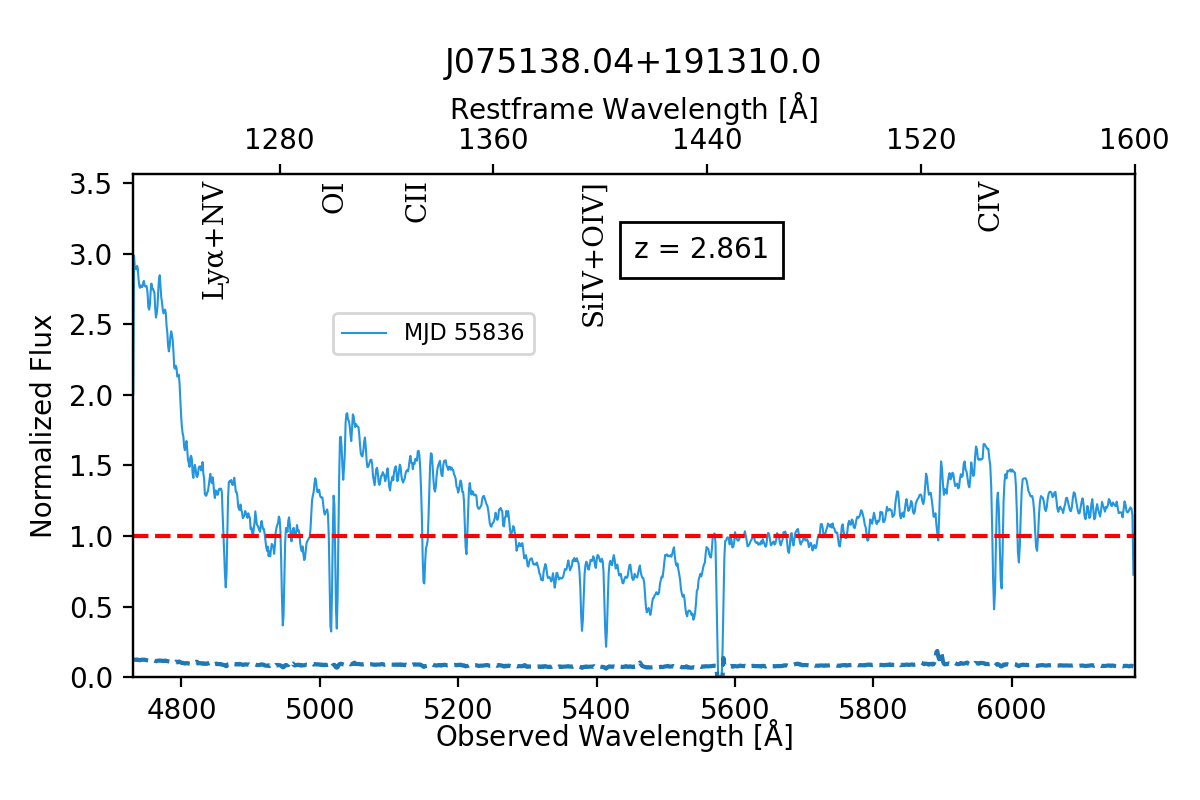 J075138.04+191310.0
Restframe Wavelength [Å]
1280 1360 1440 1520 1600
Normalized Flux
3.5
3.0
2.5
2.0
1.5
1.0
0.5
0.0
Lyα+NV
OI
CII
SiIV+OIV]
CIV
z = 2.861
MJD 55836
4800 5000 5200 5400 5600 5800 6000
Observed Wavelength [Å]